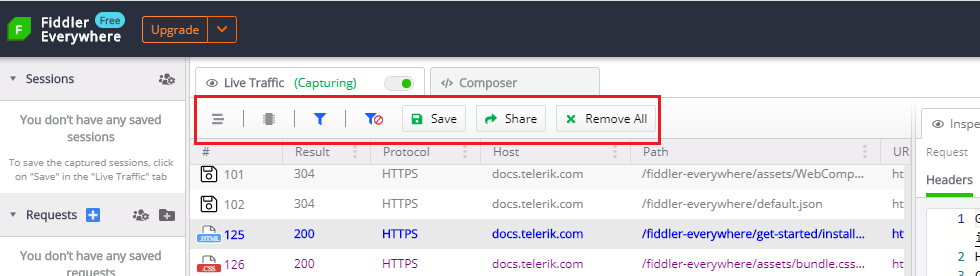 Fiddler Free
Everywhere
Upgrade
Sessions
You don't have any saved
sessions
To save the captured sessions, click
on "Save" in the "Live Traffic" tab
Requests
You don't have any saved
requests
Live Traffic (Capturing)
</> Composer
Save
Share
Remove All
# Result Protocol Host Path UR
101 304 HTTPS docs.telerik.com /fiddler-everywhere/assets/WebComp... ht
102 304 HTTPS docs.telerik.com /fiddler-everywhere/default.json ht
HTML 125 200 HTTPS docs.telerik.com /fiddler-everywhere/get-started/install... ht
CSS 126 200 HTTPS docs.telerik.com /fiddler-everywhere/assets/bundle.css... ht
Inspe
Request
Headers
1 G
2